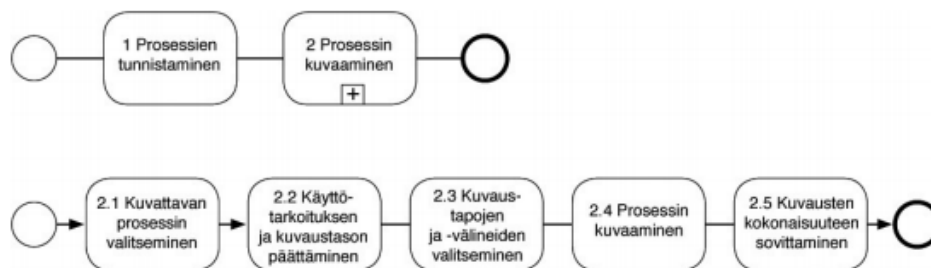 1 Prosessien
tunnistaminen
2 Prosessin
kuvaaminen
+
2.1 Kuvattavan
prosessin
valitseminen
2.2 Käyttö-
tarkoituksen
ja kuvaustason
päättäminen
2.3 Kuvaus-
tapojen
ja -välineiden
valitseminen
2.4 Prosessin
kuvaaminen
2.5 Kuvausten
kokonaisuuteen
sovittaminen